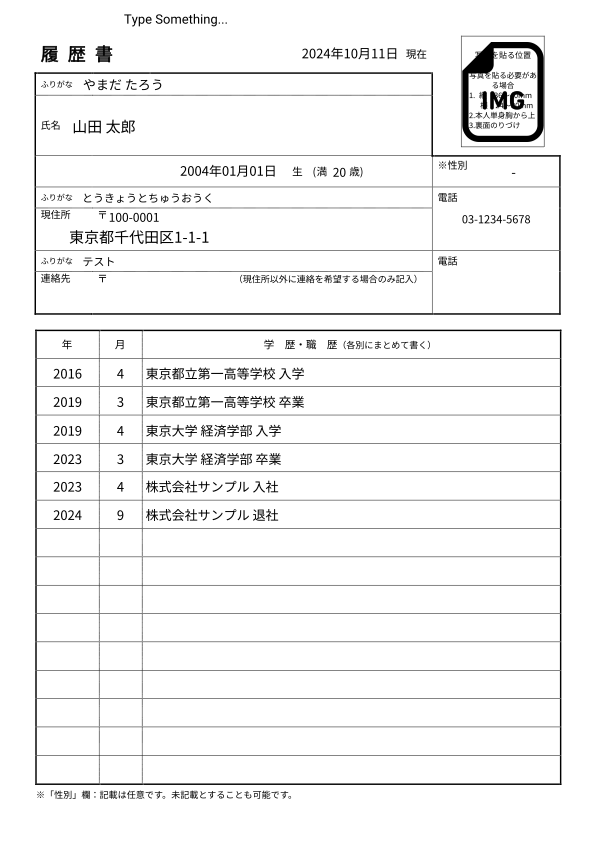 Type Something...
履 歴 書
2024年10月11日 現在
写
を貼る位置
写真を貼る必要があ
る場合
1.
mm
IMG
mm
2.本人単身胸から上
3.裏面のりづけ
ふりがな やまだ たろう
氏名 山田 太郎
2004年01月01日 生 (満 20 歳)
※性別
-
ふりがな とうきょうとちゅうおうく
電話
現住所 〒100-0001
03-1234-5678
東京都千代田区1-1-1
ふりがな テスト
電話
連絡先 〒 (現住所以外に連絡を希望する場合のみ記入)
年 月 学 歴・職 歴(各別にまとめて書く)
2016 4 東京都立第一高等学校 入学
2019 3 東京都立第一高等学校 卒業
2019 4 東京大学 経済学部 入学
2023 3 東京大学 経済学部 卒業
2023 4 株式会社サンプル 入社
2024 9 株式会社サンプル 退社
※「性別」欄：記載は任意です。未記載とすることも可能です。